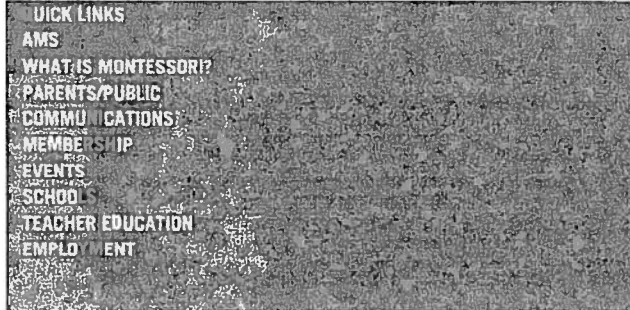 QUICK LINKS
AMS
WHAT IS MONTESSORI?
PARENTS/PUBLIC
COMMUNICATIONS
MEMBERSHIP
EVENTS
SCHOOLS
TEACHER EDUCATION
EMPLOYMENT